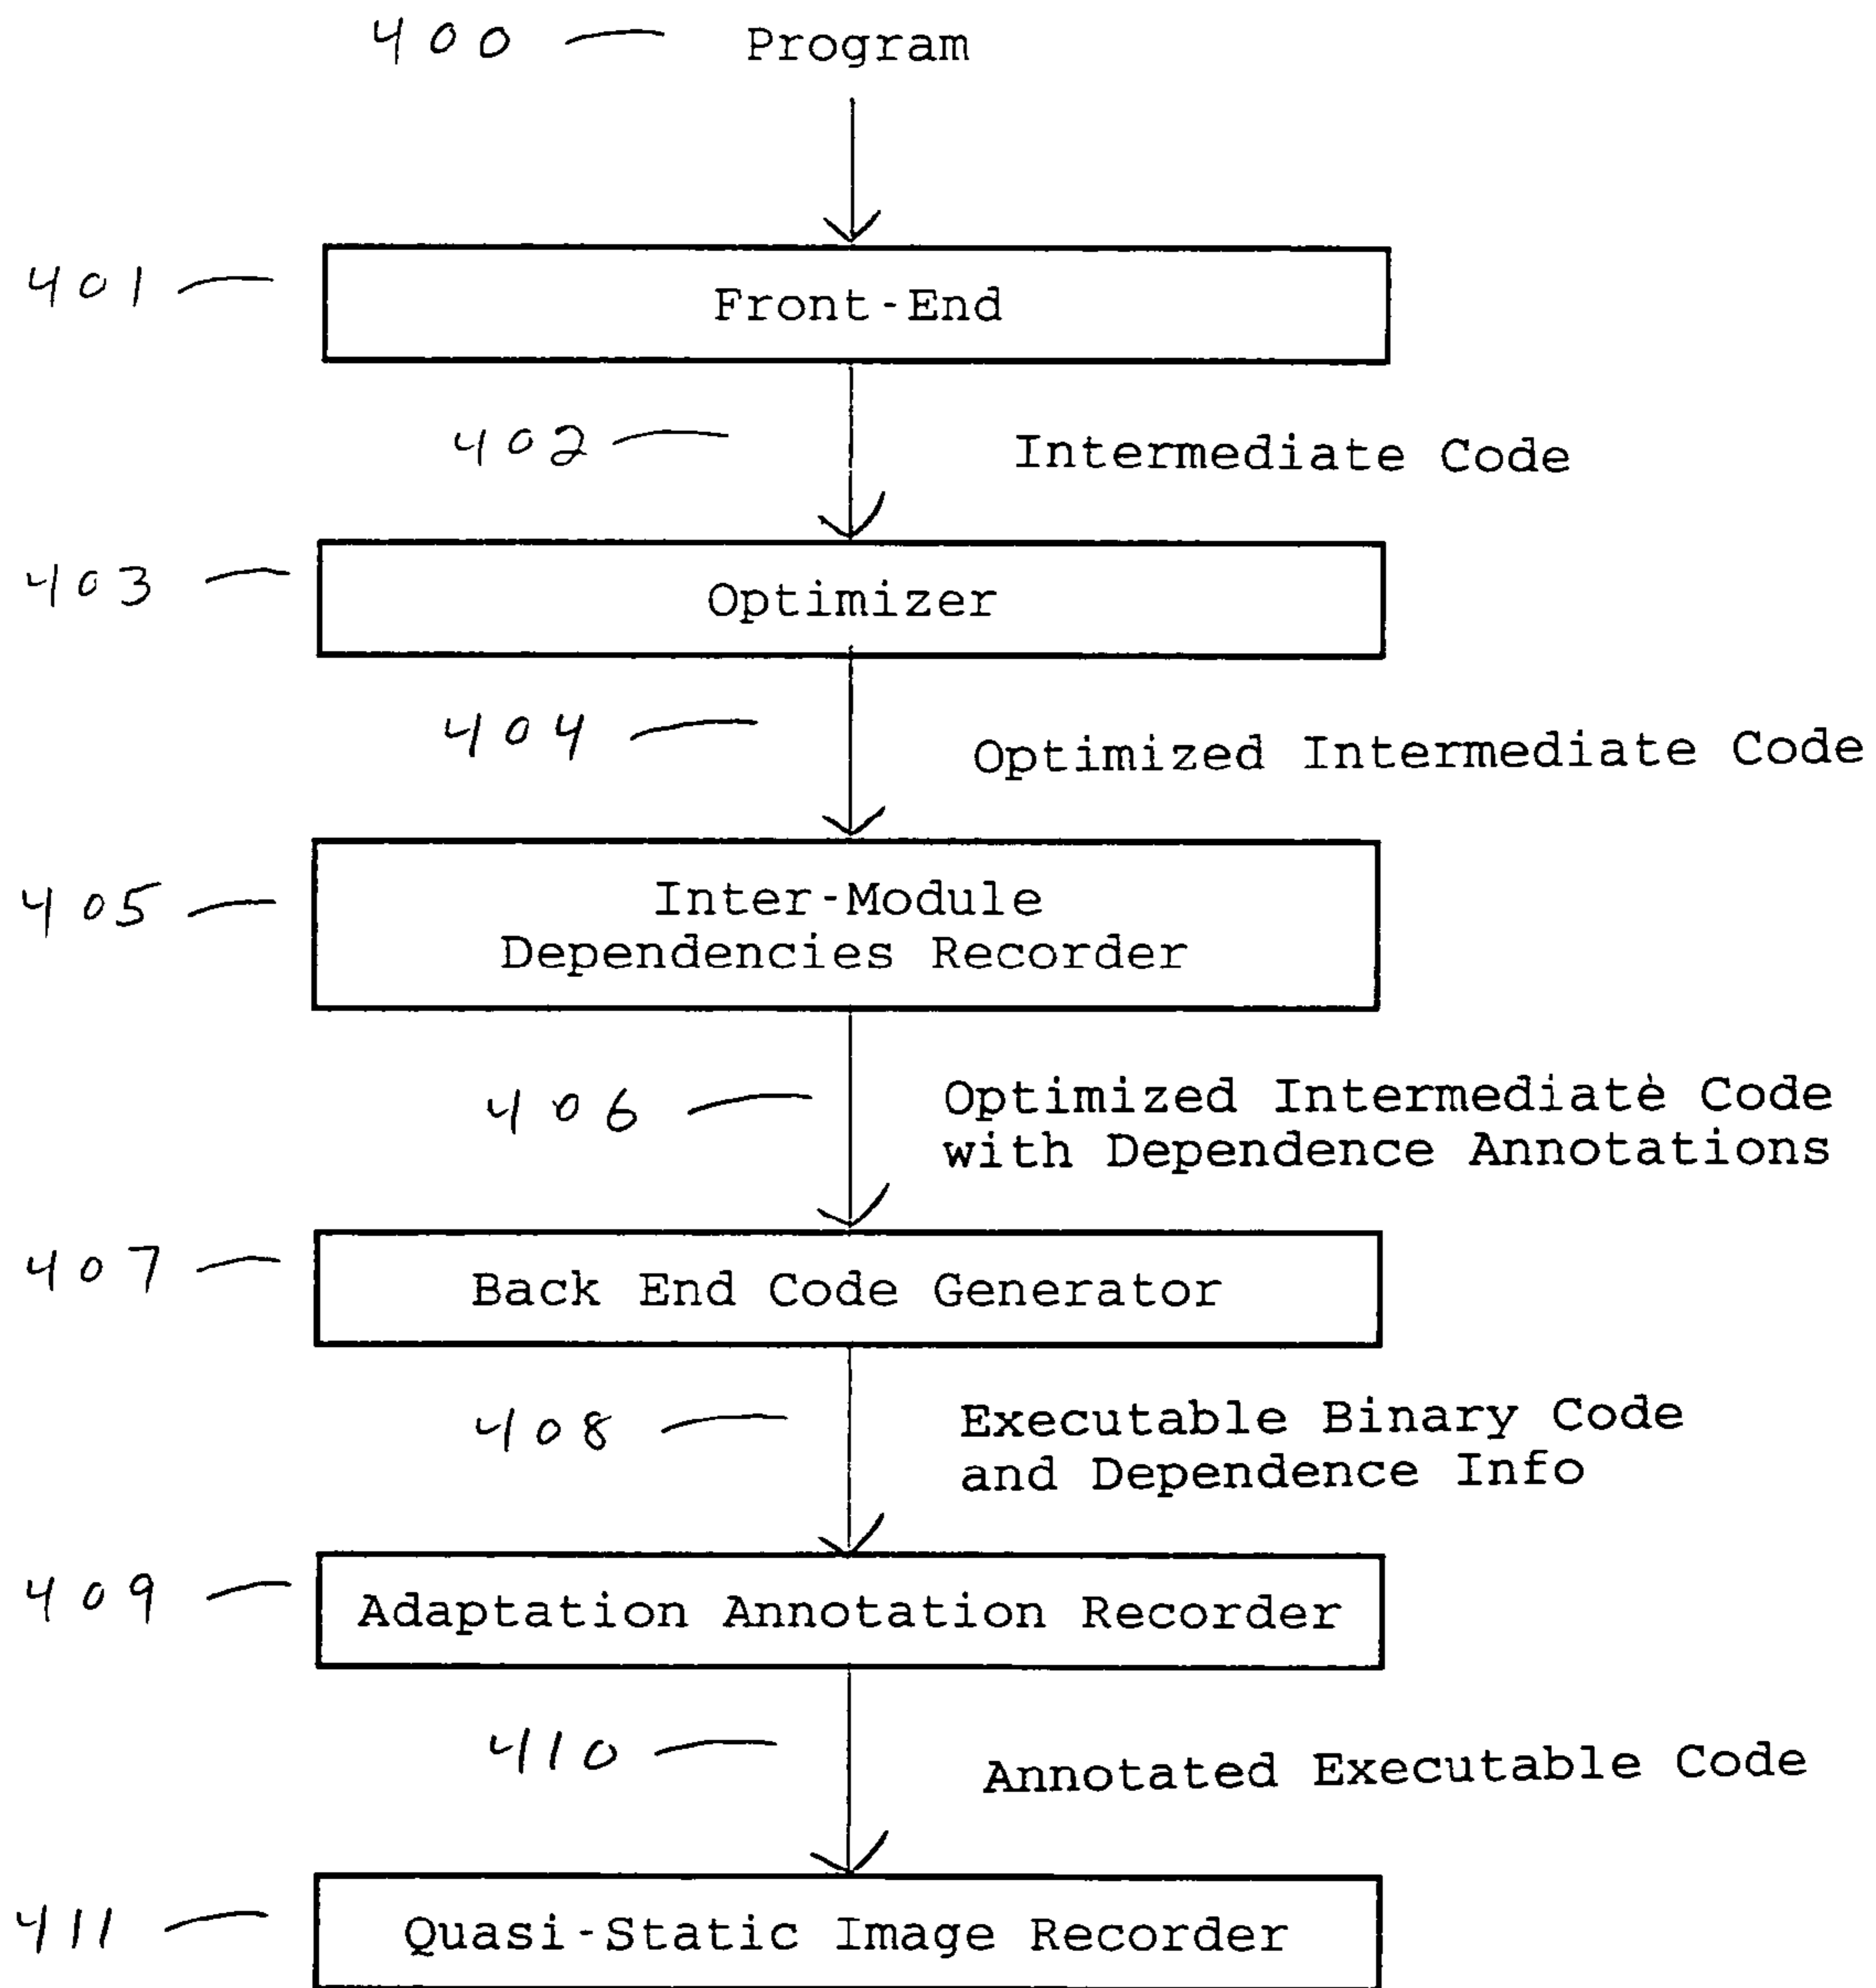 400 Program
401 Front-End
402 Intermediate Code
403 Optimizer
404 Optimized Intermediate Code
405 Inter-Module
Dependencies Recorder
406 Optimized Intermediate Code
with Dependence Annotations
407 Back End Code Generator
408 Executable Binary Code
and Dependence Info
409 Adaptation Annotation Recorder
410 Annotated Executable Code
411 Quasi-Static Image Recorder